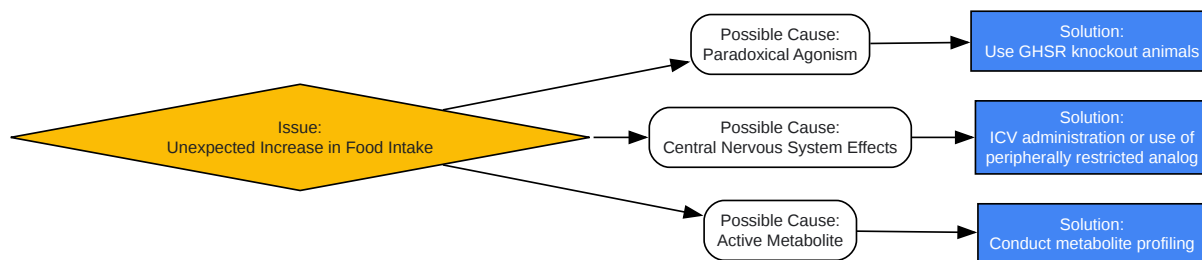 Issue:
Unexpected Increase in Food Intake
Possible Cause:
Paradoxical Agonism
Solution:
Use GHSR knockout animals
Possible Cause:
Central Nervous System Effects
Solution:
ICV administration or use of
peripherally restricted analog
Possible Cause:
Active Metabolite
Solution:
Conduct metabolite profiling